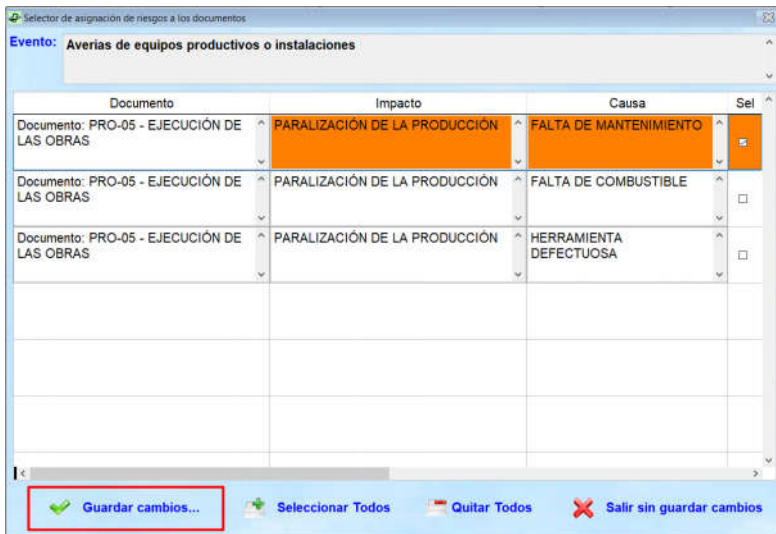 Selector de asignación de riesgos a los documentos
Evento: Averias de equipos productivos o instalaciones
Documento Impacto Causa Sel
Documento: PRO-05 - EJECUCIÓN DE PARALIZACIÓN DE LA PRODUCCIÓN FALTA DE MANTENIMIENTO
LAS OBRAS
Documento: PRO-05 - EJECUCIÓN DE PARALIZACIÓN DE LA PRODUCCIÓN FALTA DE COMBUSTIBLE
LAS OBRAS
Documento: PRO-05 - EJECUCIÓN DE PARALIZACIÓN DE LA PRODUCCIÓN HERRAMIENTA
LAS OBRAS DEFECTUOSA
Guardar cambios... Seleccionar Todos Quitar Todos Salir sin guardar cambios